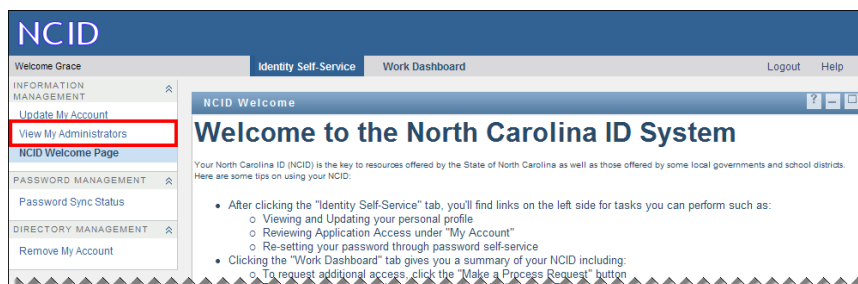 NCID
Welcome Grace
Identity Self-Service
Work Dashboard
Logout
Help
INFORMATION
MANAGEMENT
Update My Account
View My Administrators
NCID Welcome Page
PASSWORD MANAGEMENT
Password Sync Status
DIRECTORY MANAGEMENT
Remove My Account
NCID Welcome
?
Welcome to the North Carolina ID System
Your North Carolina ID (NCID) is the key to resources offered by the State of North Carolina as well as those offered by some local governments and school districts.
Here are some tips on using your NCID:
After clicking the "Identity Self-Service" tab, you'll find links on the left side for tasks you can perform such as:
Viewing and Updating your personal profile
Reviewing Application Access under "My Account"
Re-setting your password through password self-service
Clicking the "Work Dashboard" tab gives you a summary of your NCID including:
To request additional access, click the "Make a Process Request" button